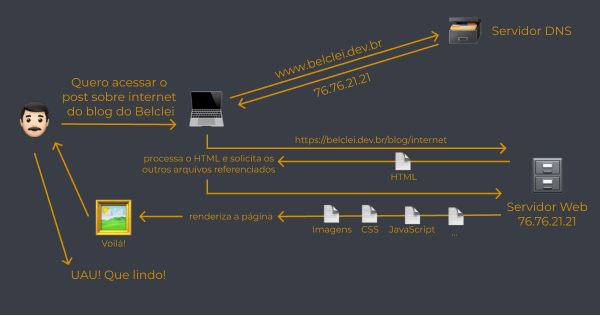 Servidor DNS
www.belclei.dev.br
76.76.21.21
Quero acessar o
post sobre internet
do blog do Belclei
https://belclei.dev.br/blog/internet
processa o HTML e solicita os
outros arquivos referenciados
HTML
Servidor Web
76.76.21.21
renderiza a página
Imagens
CSS
JavaScript
...
Voilá!
UAU! Que lindo!